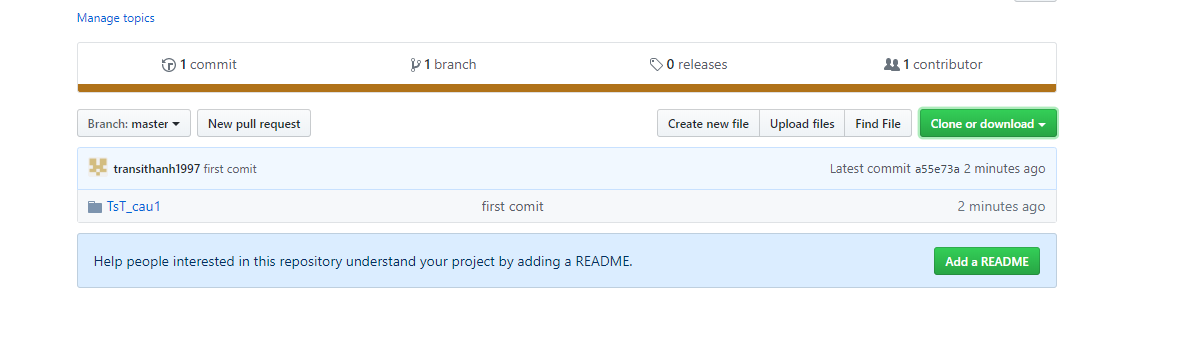 Manage topics
1 commit 1 branch 0 releases 1 contributor
Branch: master New pull request Create new file Upload files Find File Clone or download
transithanh1997 first comit Latest commit a55e73a 2 minutes ago
TsT_cau1 first comit 2 minutes ago
Help people interested in this repository understand your project by adding a README. Add a README